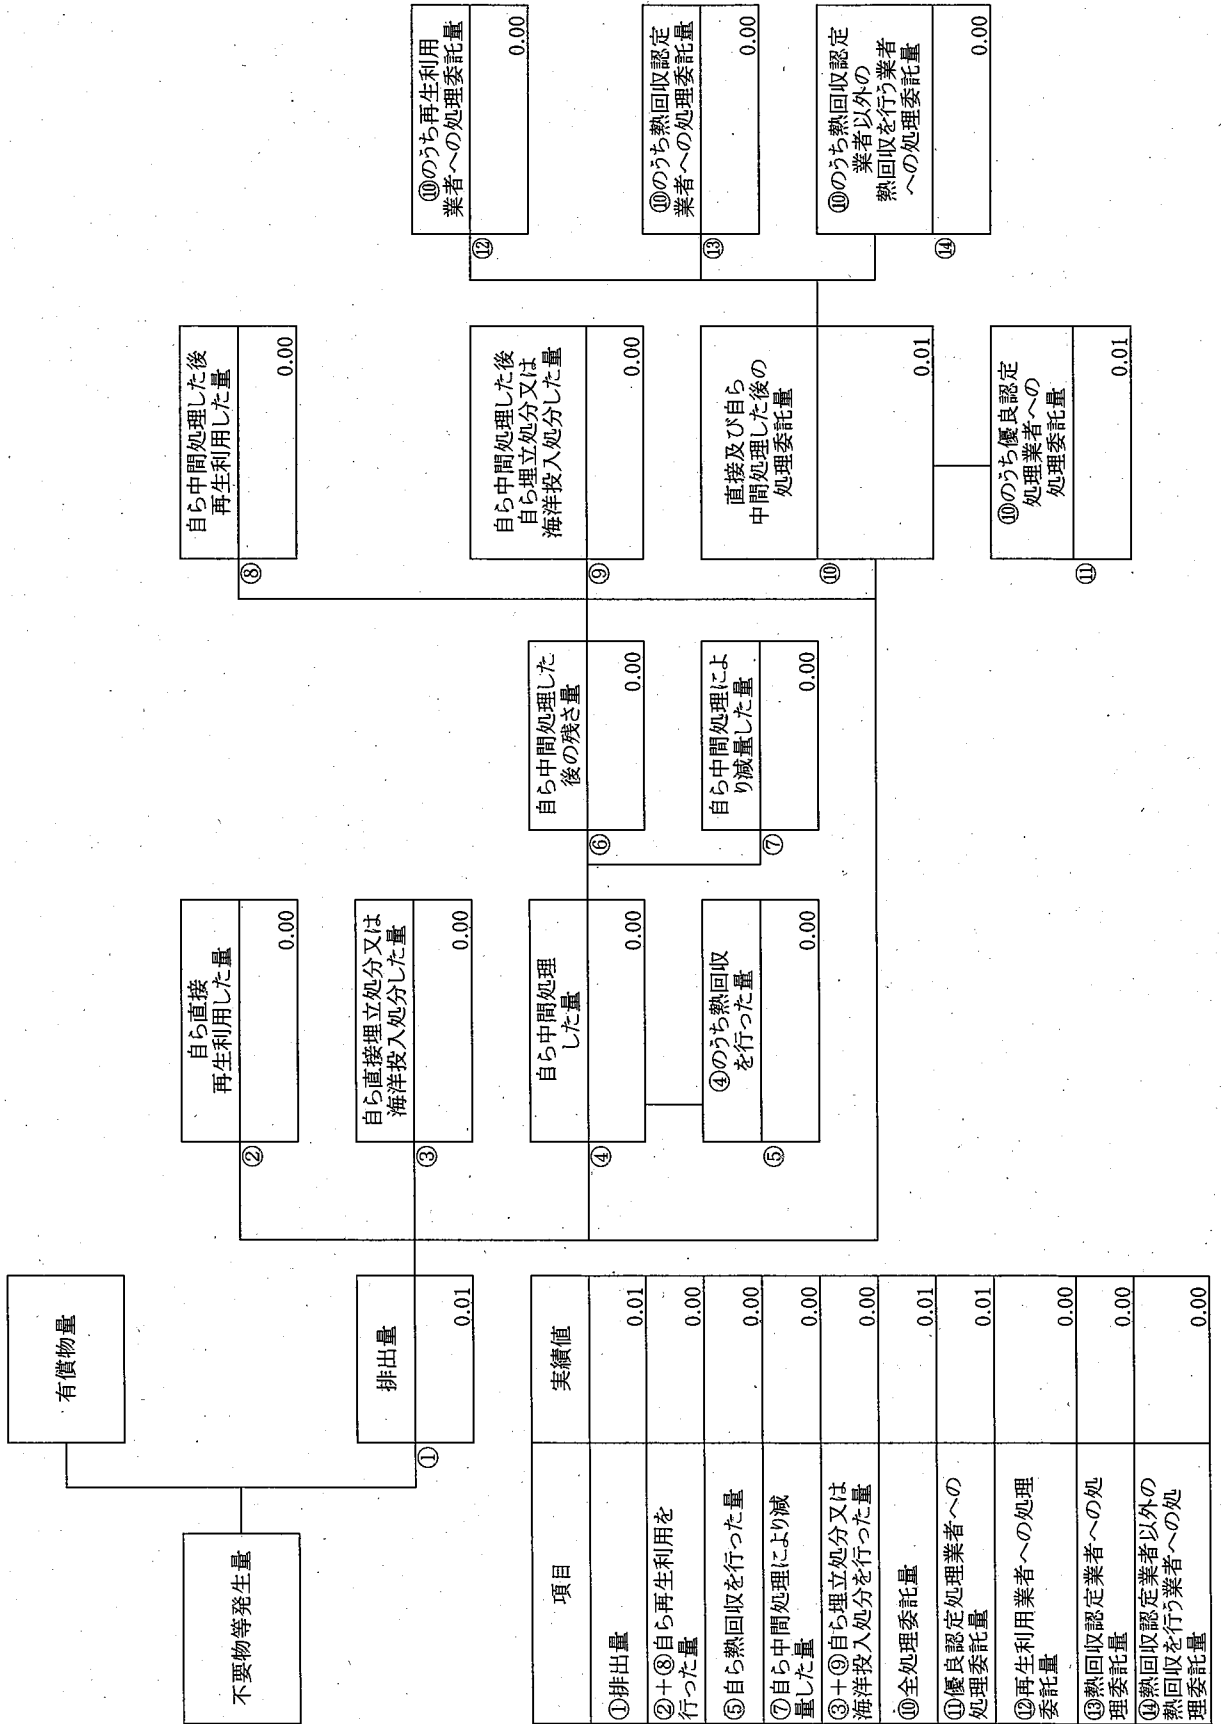 不要物等発生量
有償物量
排出量
①
0.01
自ら直接
再生利用した量
②
0.00
自ら直接埋立処分又は
海洋投入処分した量
③
0.00
自ら中間処理
した量
④
0.00
④のうち熱回収
を行った量
⑤
0.00
自ら中間処理した
後の残さ量
⑥
0.00
自ら中間処理によ
り減量した量
⑦
0.00
自ら中間処理した後
再生利用した量
⑧
0.00
自ら中間処理した後
自ら埋立処分又は
海洋投入処分した量
⑨
0.00
直接及び自ら
中間処理した後の
処理委託量
⑩
0.01
⑩のうち優良認定
処理業者への
処理委託量
⑪
0.01
⑩のうち再生利用
業者への処理委託量
⑫
0.00
⑩のうち熱回収認定
業者への処理委託量
⑬
0.00
⑩のうち熱回収認定
業者以外の
熱回収を行う業者
への処理委託量
⑭
0.00
項目 実績値
①排出量 0.01
②+⑧自ら再生利用を
行った量 0.00
⑤自ら熱回収を行った量 0.00
⑦自ら中間処理により減
量した量 0.00
③+⑨自ら埋立処分又は
海洋投入処分を行った量 0.00
⑩全処理委託量 0.01
⑪優良認定処理業者への
処理委託量 0.01
⑫再生利用業者への処理
委託量 0.00
⑬熱回収認定業者への処
理委託量 0.00
⑭熱回収認定業者以外の
熱回収を行う業者への処
理委託量 0.00